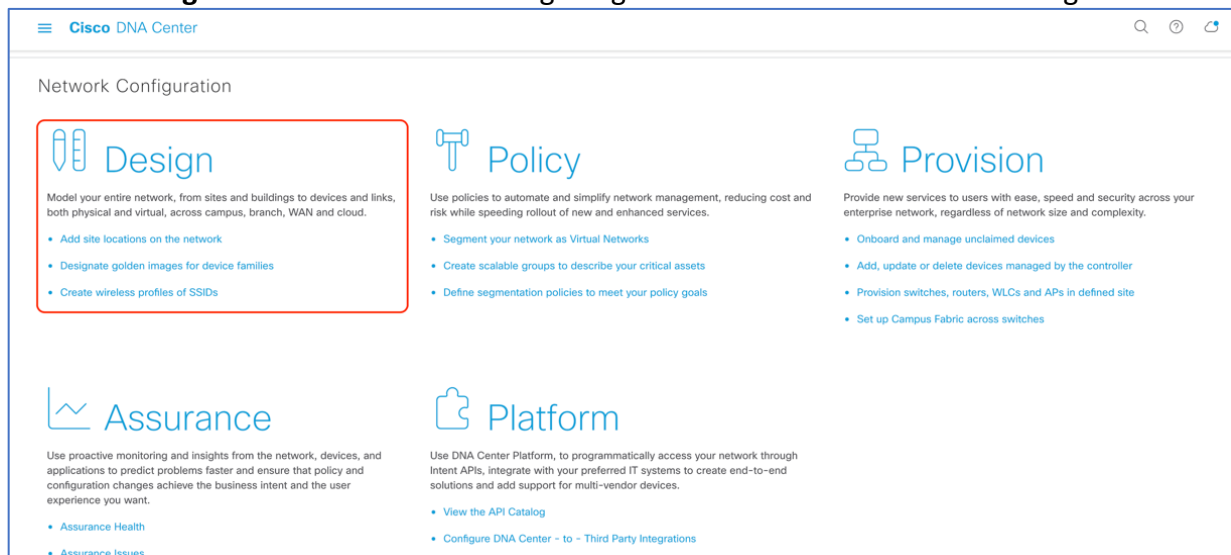 Cisco DNA Center
Network Configuration
Design
Model your entire network, from sites and buildings to devices and links,
both physical and virtual, across campus, branch, WAN and cloud.
• Add site locations on the network
• Designate golden images for device families
• Create wireless profiles of SSIDs
Policy
Use policies to automate and simplify network management, reducing cost and
risk while speeding rollout of new and enhanced services.
• Segment your network as Virtual Networks
• Create scalable groups to describe your critical assets
• Define segmentation policies to meet your policy goals
Provision
Provide new services to users with ease, speed and security across your
enterprise network, regardless of network size and complexity.
• Onboard and manage unclaimed devices
• Add, update or delete devices managed by the controller
• Provision switches, routers, WLCs and APs in defined site
• Set up Campus Fabric across switches
Assurance
Use proactive monitoring and insights from the network, devices, and
applications to predict problems faster and ensure that policy and
configuration changes achieve the business intent and the user
experience you want.
• Assurance Health
• Assurance Issues
Platform
Use DNA Center Platform, to programmatically access your network through
Intent APIs, integrate with your preferred IT systems to create end-to-end
solutions and add support for multi-vendor devices.
• View the API Catalog
• Configure DNA Center - to - Third Party Integrations